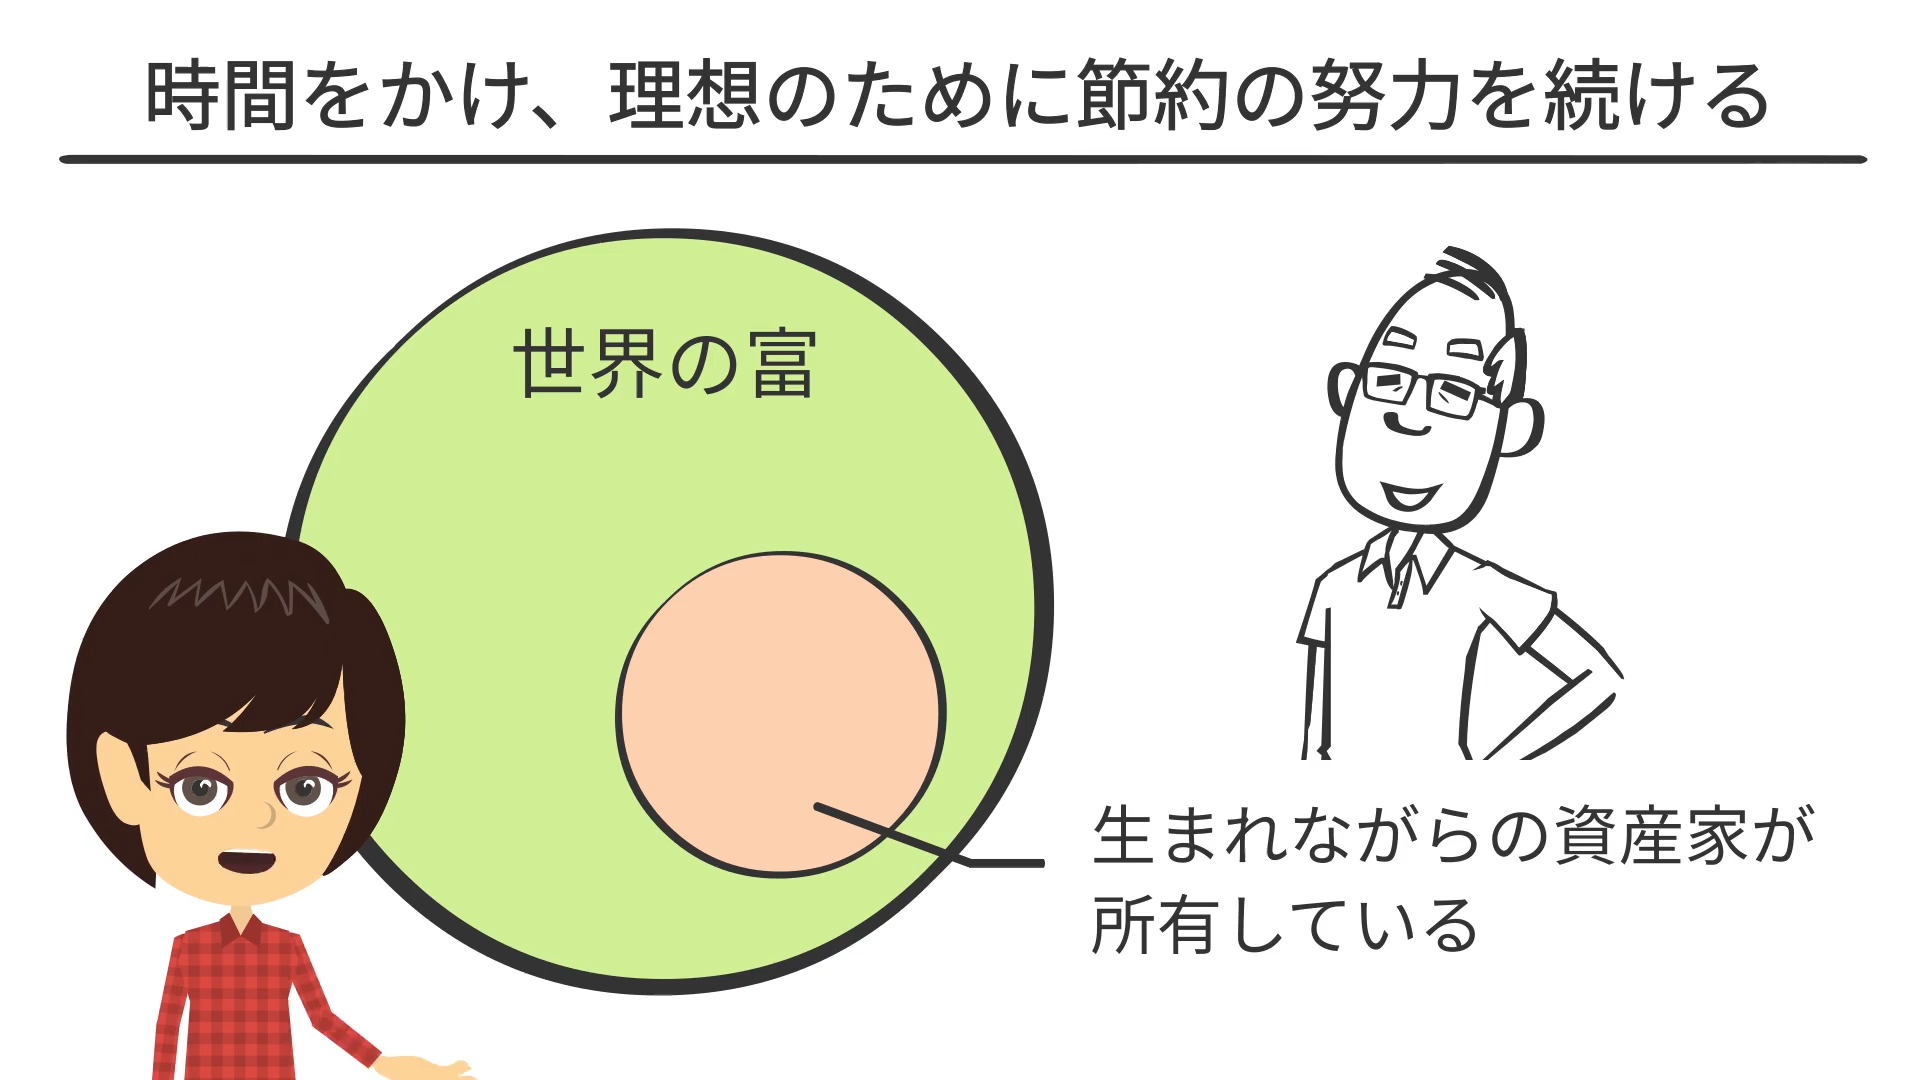 時間をかけ、理想のために節約の努力を続ける
世界の富
生まれながらの資産家が
所有している